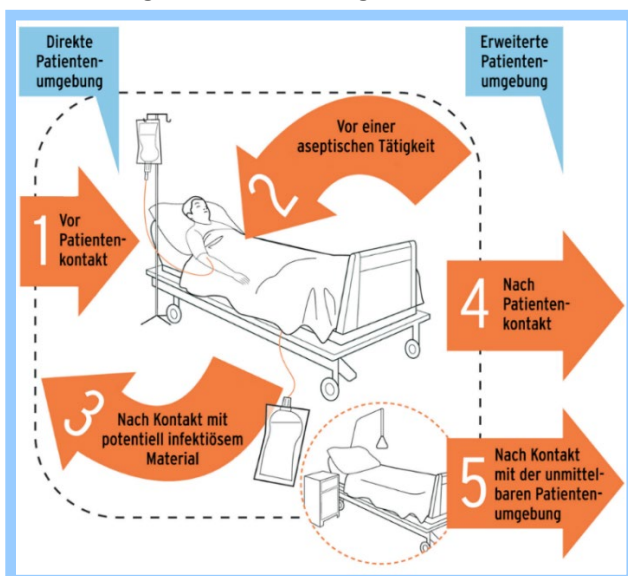 Direkte
Patienten-
umgebung
Erweiterte
Patienten-
umgebung
Vor einer
aseptischen Tätigkeit
2
1
Vor
Patienten-
kontakt
4
Nach
Patienten-
kontakt
3
Nach Kontakt mit
potentiell infektiösem
Material
5
Nach Kontakt
mit der unmittel-
baren Patienten-
umgebung